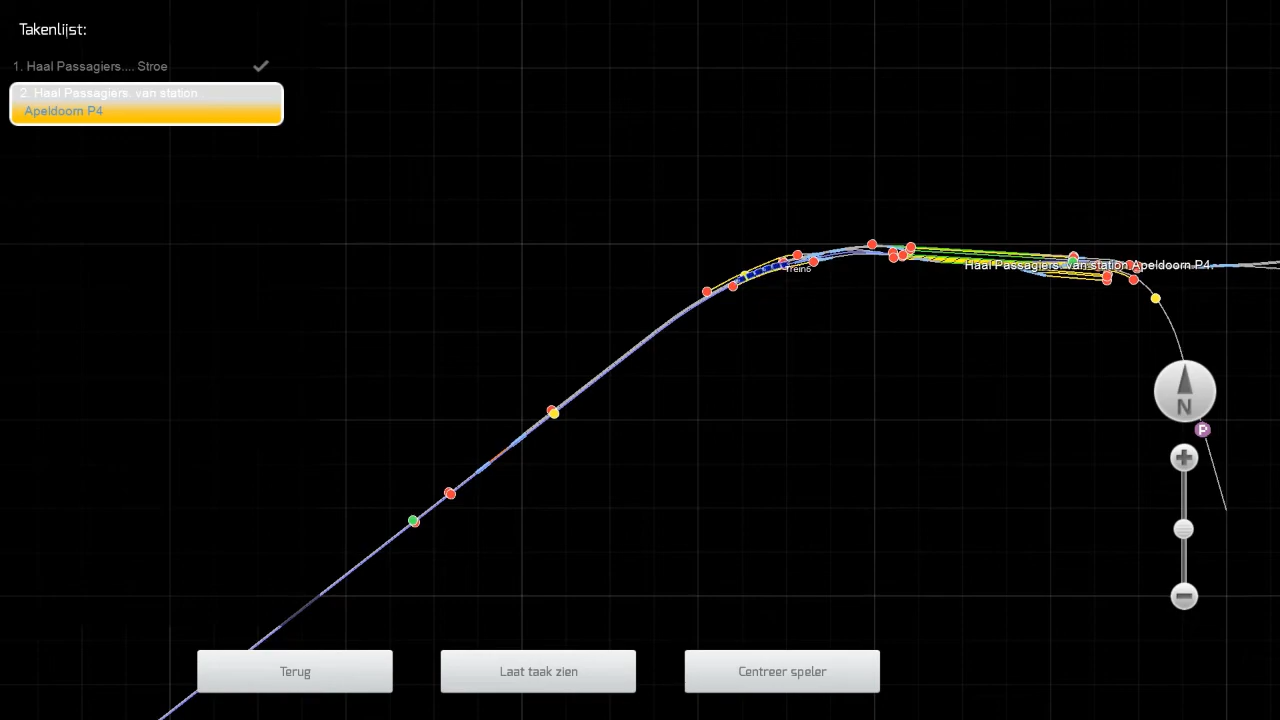 Takenlijst:
1. Haal Passagiers.... Stroe
2. Haal Passagiers. van station
Apeldoorn P4
Trein6
Haal Passagiers. van station Apeldoorn P4.
N
P
Terug
Laat taak zien
Centreer speler